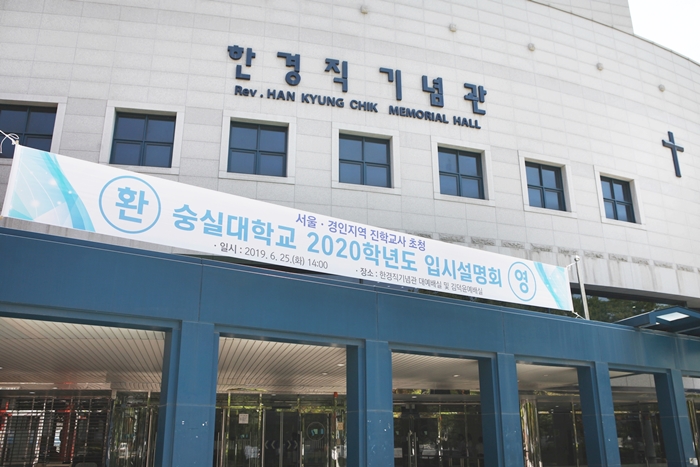 한경직기념관
Rev. HAN KYUNG CHIK MEMORIAL HALL
환
서울 · 경인지역 진학교사 초청
숭실대학교 2020학년도 입시설명회
영
· 일시 : 2019. 6. 25.(화) 14:00
· 장소 : 한경직기념관 대예배실 및 김덕윤예배실